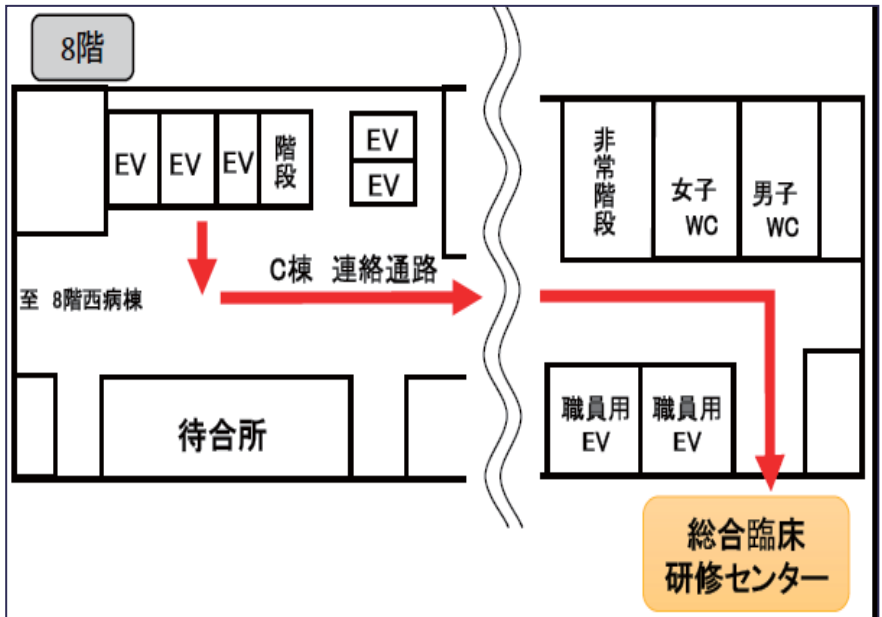 8階
EV
EV
EV
階段
EV
EV
C棟 連絡通路
至 8階西病棟
待合所
非常階段
女子
WC
男子
WC
職員用
EV
職員用
EV
総合臨床
研修センター